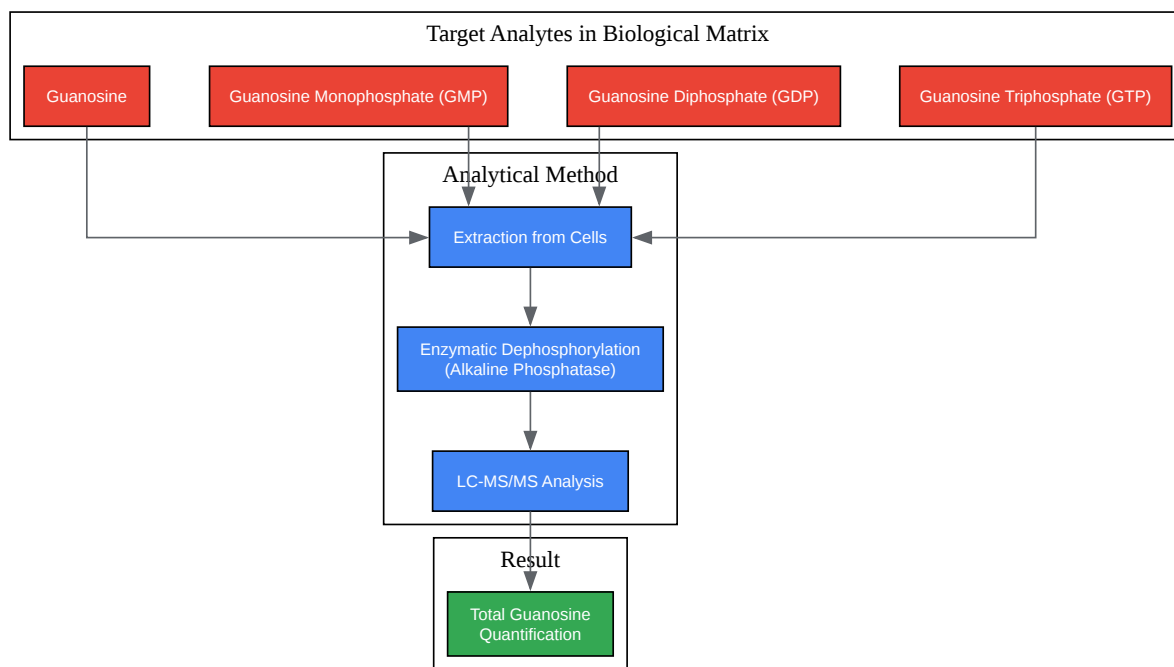 Target Analytes in Biological Matrix
Guanosine
Guanosine Monophosphate (GMP)
Guanosine Diphosphate (GDP)
Guanosine Triphosphate (GTP)
Analytical Method
Extraction from Cells
Enzymatic Dephosphorylation
(Alkaline Phosphatase)
LC-MS/MS Analysis
Result
Total Guanosine
Quantification